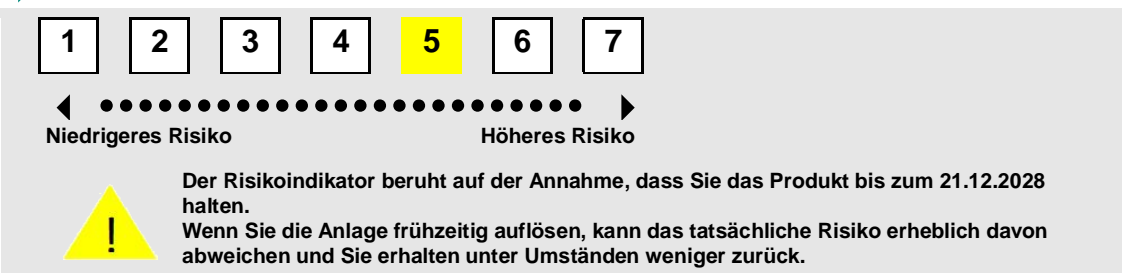 1 2 3 4 5 6 7
Niedrigeres Risiko Höheres Risiko
Der Risikoindikator beruht auf der Annahme, dass Sie das Produkt bis zum 21.12.2028
halten.
Wenn Sie die Anlage frühzeitig auflösen, kann das tatsächliche Risiko erheblich davon
abweichen und Sie erhalten unter Umständen weniger zurück.
!